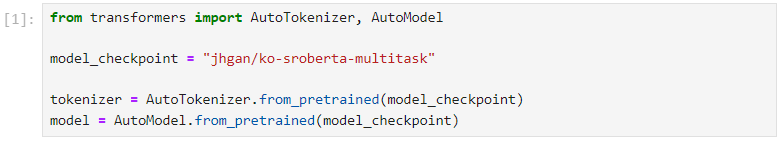 [1]: from transformers import AutoTokenizer, AutoModel
model_checkpoint = "jhgan/ko-sroberta-multitask"
tokenizer = AutoTokenizer.from_pretrained(model_checkpoint)
model = AutoModel.from_pretrained(model_checkpoint)